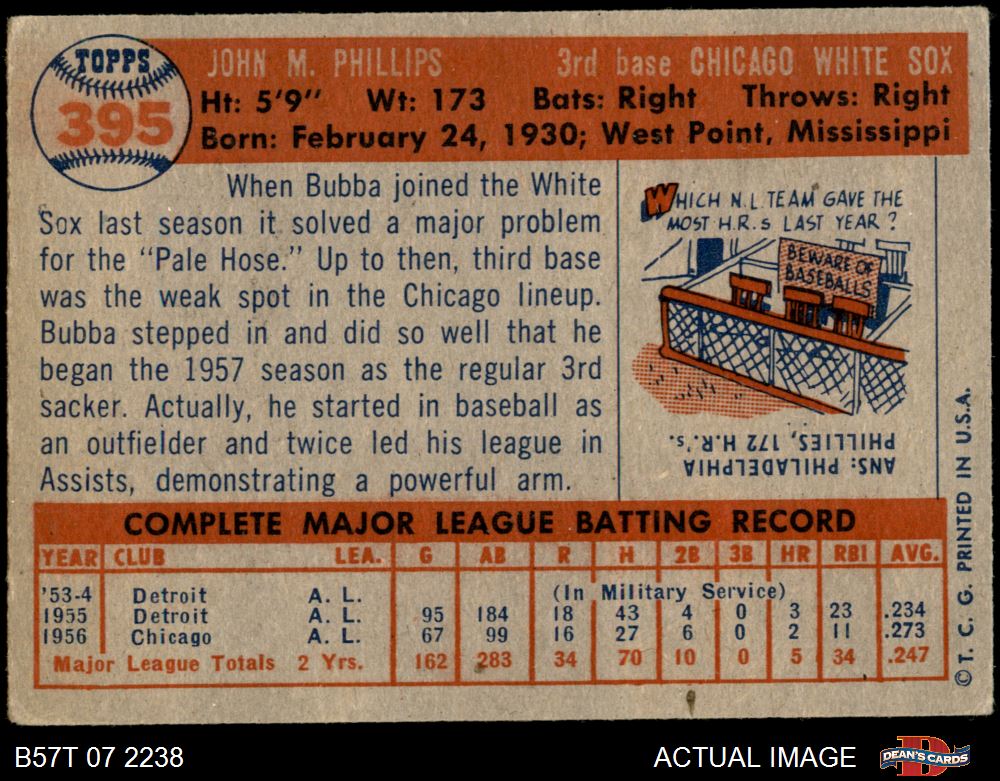 TOPPS
395
JOHN M. PHILLIPS 3rd base CHICAGO WHITE SOX
Ht: 5'9" Wt: 173 Bats: Right Throws: Right
Born: February 24, 1930; West Point, Mississippi
When Bubba joined the White
Sox last season it solved a major problem
for the "Pale Hose." Up to then, third base
was the weak spot in the Chicago lineup.
Bubba stepped in and did so well that he
began the 1957 season as the regular 3rd
sacker. Actually, he started in baseball as
an outfielder and twice led his league in
Assists, demonstrating a powerful arm.
WHICH N.L. TEAM GAVE THE
MOST H.R.s LAST YEAR?
BEWARE OF
BASEBALLS
ANS: PHILADELPHIA
PHILLIES, 172 H.R.'s.
COMPLETE MAJOR LEAGUE BATTING RECORD
YEAR CLUB LEA. G AB R H 2B 3B HR RBI AVG.
'53-4 Detroit A. L. (In Military Service)
1955 Detroit A. L. 95 184 18 43 4 0 3 23 .234
1956 Chicago A. L. 67 99 16 27 6 0 2 11 .273
Major League Totals 2 Yrs. 162 283 34 70 10 0 5 34 .247
© T. C. G. PRINTED IN U.S.A.
B57T 07 2238 ACTUAL IMAGE
DEAN'S CARDS